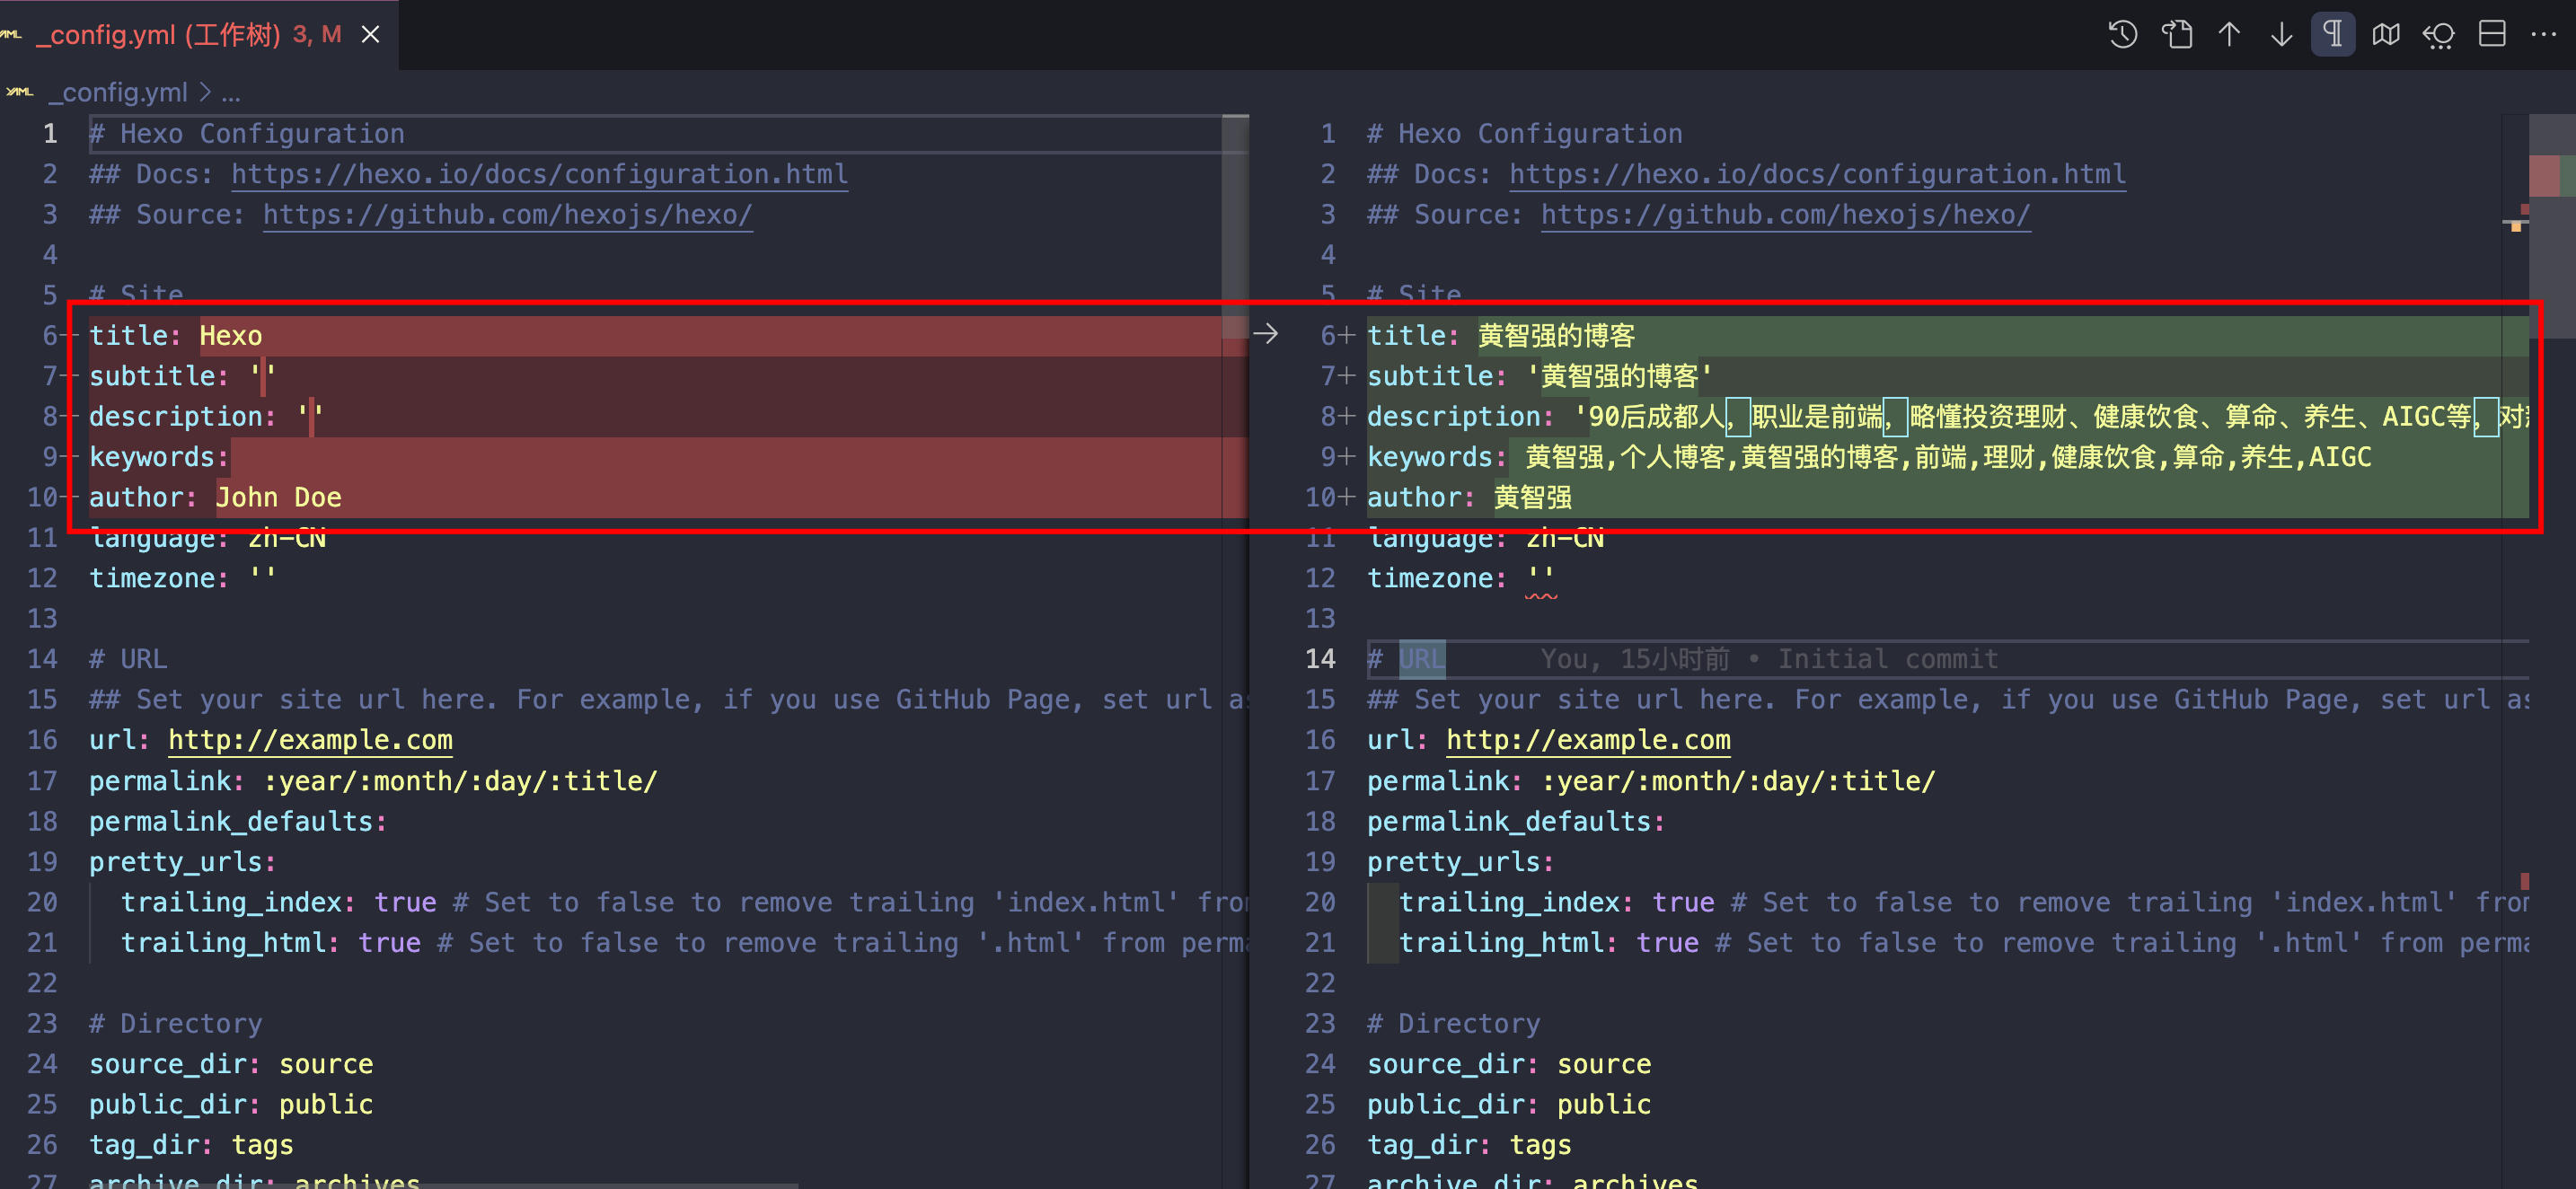 _config.yml (工作树) 3, M
_config.yml > ...
1 # Hexo Configuration
2 ## Docs: https://hexo.io/docs/configuration.html
3 ## Source: https://github.com/hexojs/hexo/
4
5 # Site
6 title: Hexo
7 subtitle: ''
8 description: ''
9 keywords:
10 author: John Doe
11 language: zh-CN
12 timezone: ''
13
14 # URL
15 ## Set your site url here. For example, if you use GitHub Page, set url as
16 url: http://example.com
17 permalink: :year/:month/:day/:title/
18 permalink_defaults:
19 pretty_urls:
20 trailing_index: true # Set to false to remove trailing 'index.html' from
21 trailing_html: true # Set to false to remove trailing '.html' from perma
22
23 # Directory
24 source_dir: source
25 public_dir: public
26 tag_dir: tags
27 archive_dir: archives
1 # Hexo Configuration
2 ## Docs: https://hexo.io/docs/configuration.html
3 ## Source: https://github.com/hexojs/hexo/
4
5 # Site
6+ title: 黄智强的博客
7+ subtitle: '黄智强的博客'
8+ description: '90后成都人，职业是前端，略懂投资理财、健康饮食、算命、养生、AIGC等，对
9+ keywords: 黄智强,个人博客,黄智强的博客,前端,理财,健康饮食,算命,养生,AIGC
10+ author: 黄智强
11 language: zh-CN
12 timezone: ''
13
14 # URL You, 15小时前 • Initial commit
15 ## Set your site url here. For example, if you use GitHub Page, set url as
16 url: http://example.com
17 permalink: :year/:month/:day/:title/
18 permalink_defaults:
19 pretty_urls:
20 trailing_index: true # Set to false to remove trailing 'index.html' from
21 trailing_html: true # Set to false to remove trailing '.html' from perma
22
23 # Directory
24 source_dir: source
25 public_dir: public
26 tag_dir: tags
27 archive_dir: archives